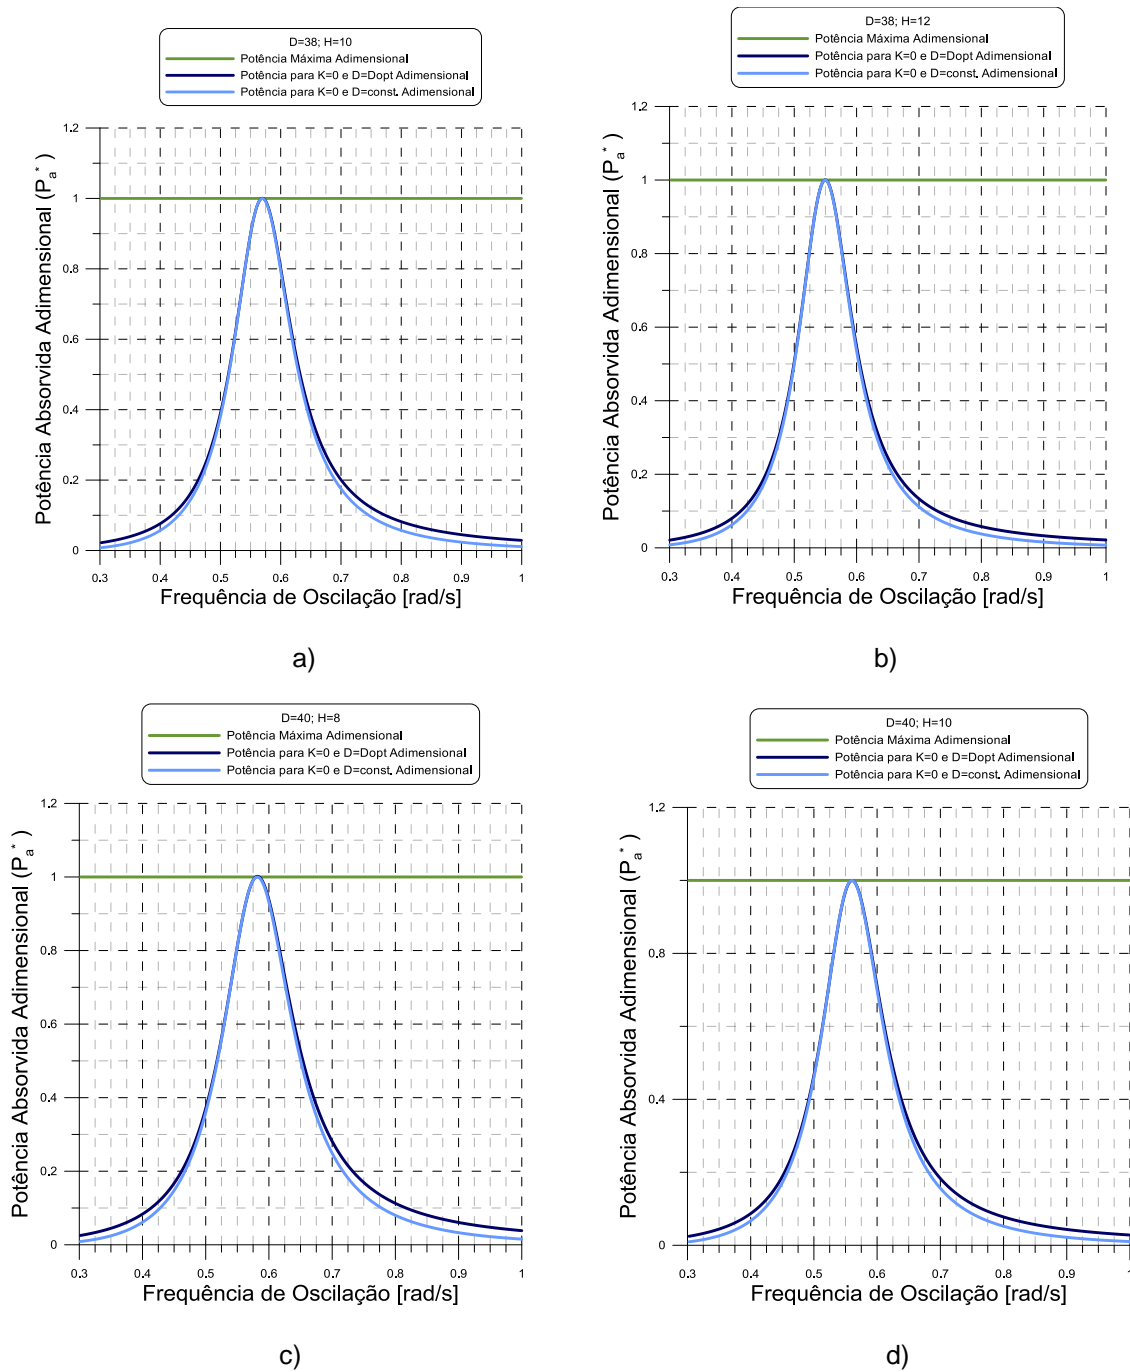 D=38; H=10
Potência Máxima Adimensional
Potência para K=0 e D=Dopt Adimensional
Potência para K=0 e D=const. Adimensional
Potência Absorvida Adimensional (Pa*)
1.2
1
0.8
0.6
0.4
0.2
0
0.3 0.4 0.5 0.6 0.7 0.8 0.9 1
Frequência de Oscilação [rad/s]
a)
D=38; H=12
Potência Máxima Adimensional
Potência para K=0 e D=Dopt Adimensional
Potência para K=0 e D=const. Adimensional
Potência Absorvida Adimensional (Pa*)
1.2
1
0.8
0.6
0.4
0.2
0
0.3 0.4 0.5 0.6 0.7 0.8 0.9 1
Frequência de Oscilação [rad/s]
b)
D=40; H=8
Potência Máxima Adimensional
Potência para K=0 e D=Dopt Adimensional
Potência para K=0 e D=const. Adimensional
Potência Absorvida Adimensional (Pa*)
1.2
1
0.8
0.6
0.4
0.2
0
0.3 0.4 0.5 0.6 0.7 0.8 0.9 1
Frequência de Oscilação [rad/s]
c)
D=40; H=10
Potência Máxima Adimensional
Potência para K=0 e D=Dopt Adimensional
Potência para K=0 e D=const. Adimensional
Potência Absorvida Adimensional (Pa*)
1.2
0.8
0.4
0
0.3 0.4 0.5 0.6 0.7 0.8 0.9 1
Frequência de Oscilação [rad/s]
d)